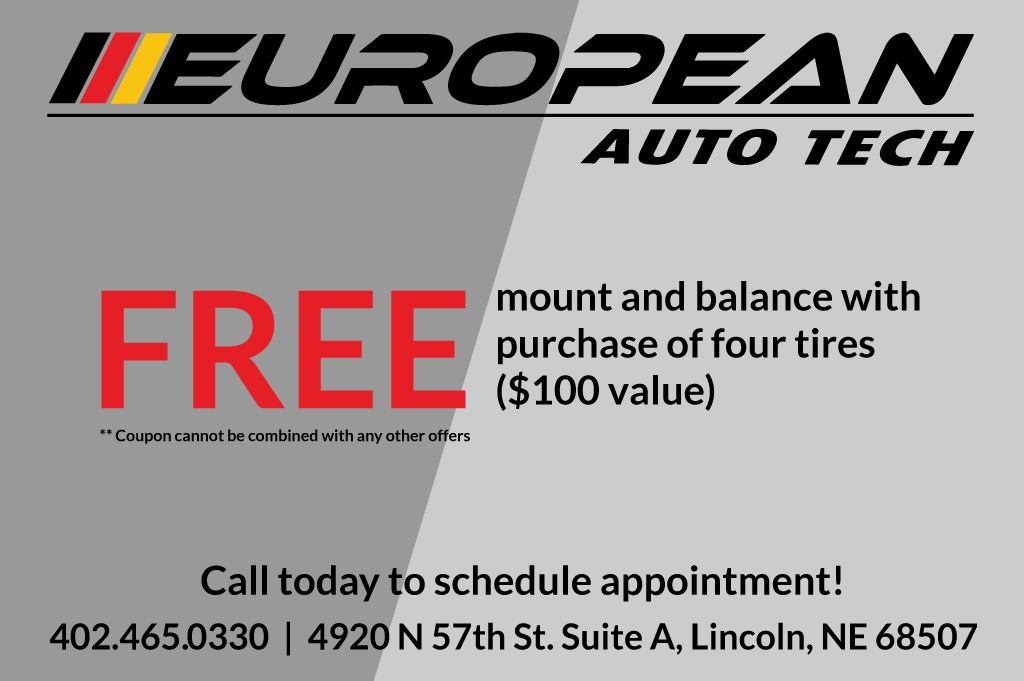 EUROPEAN
AUTO TECH
FREE
mount and balance with
purchase of four tires
($100 value)
** Coupon cannot be combined with any other offers
Call today to schedule appointment!
402.465.0330 | 4920 N 57th St. Suite A, Lincoln, NE 68507